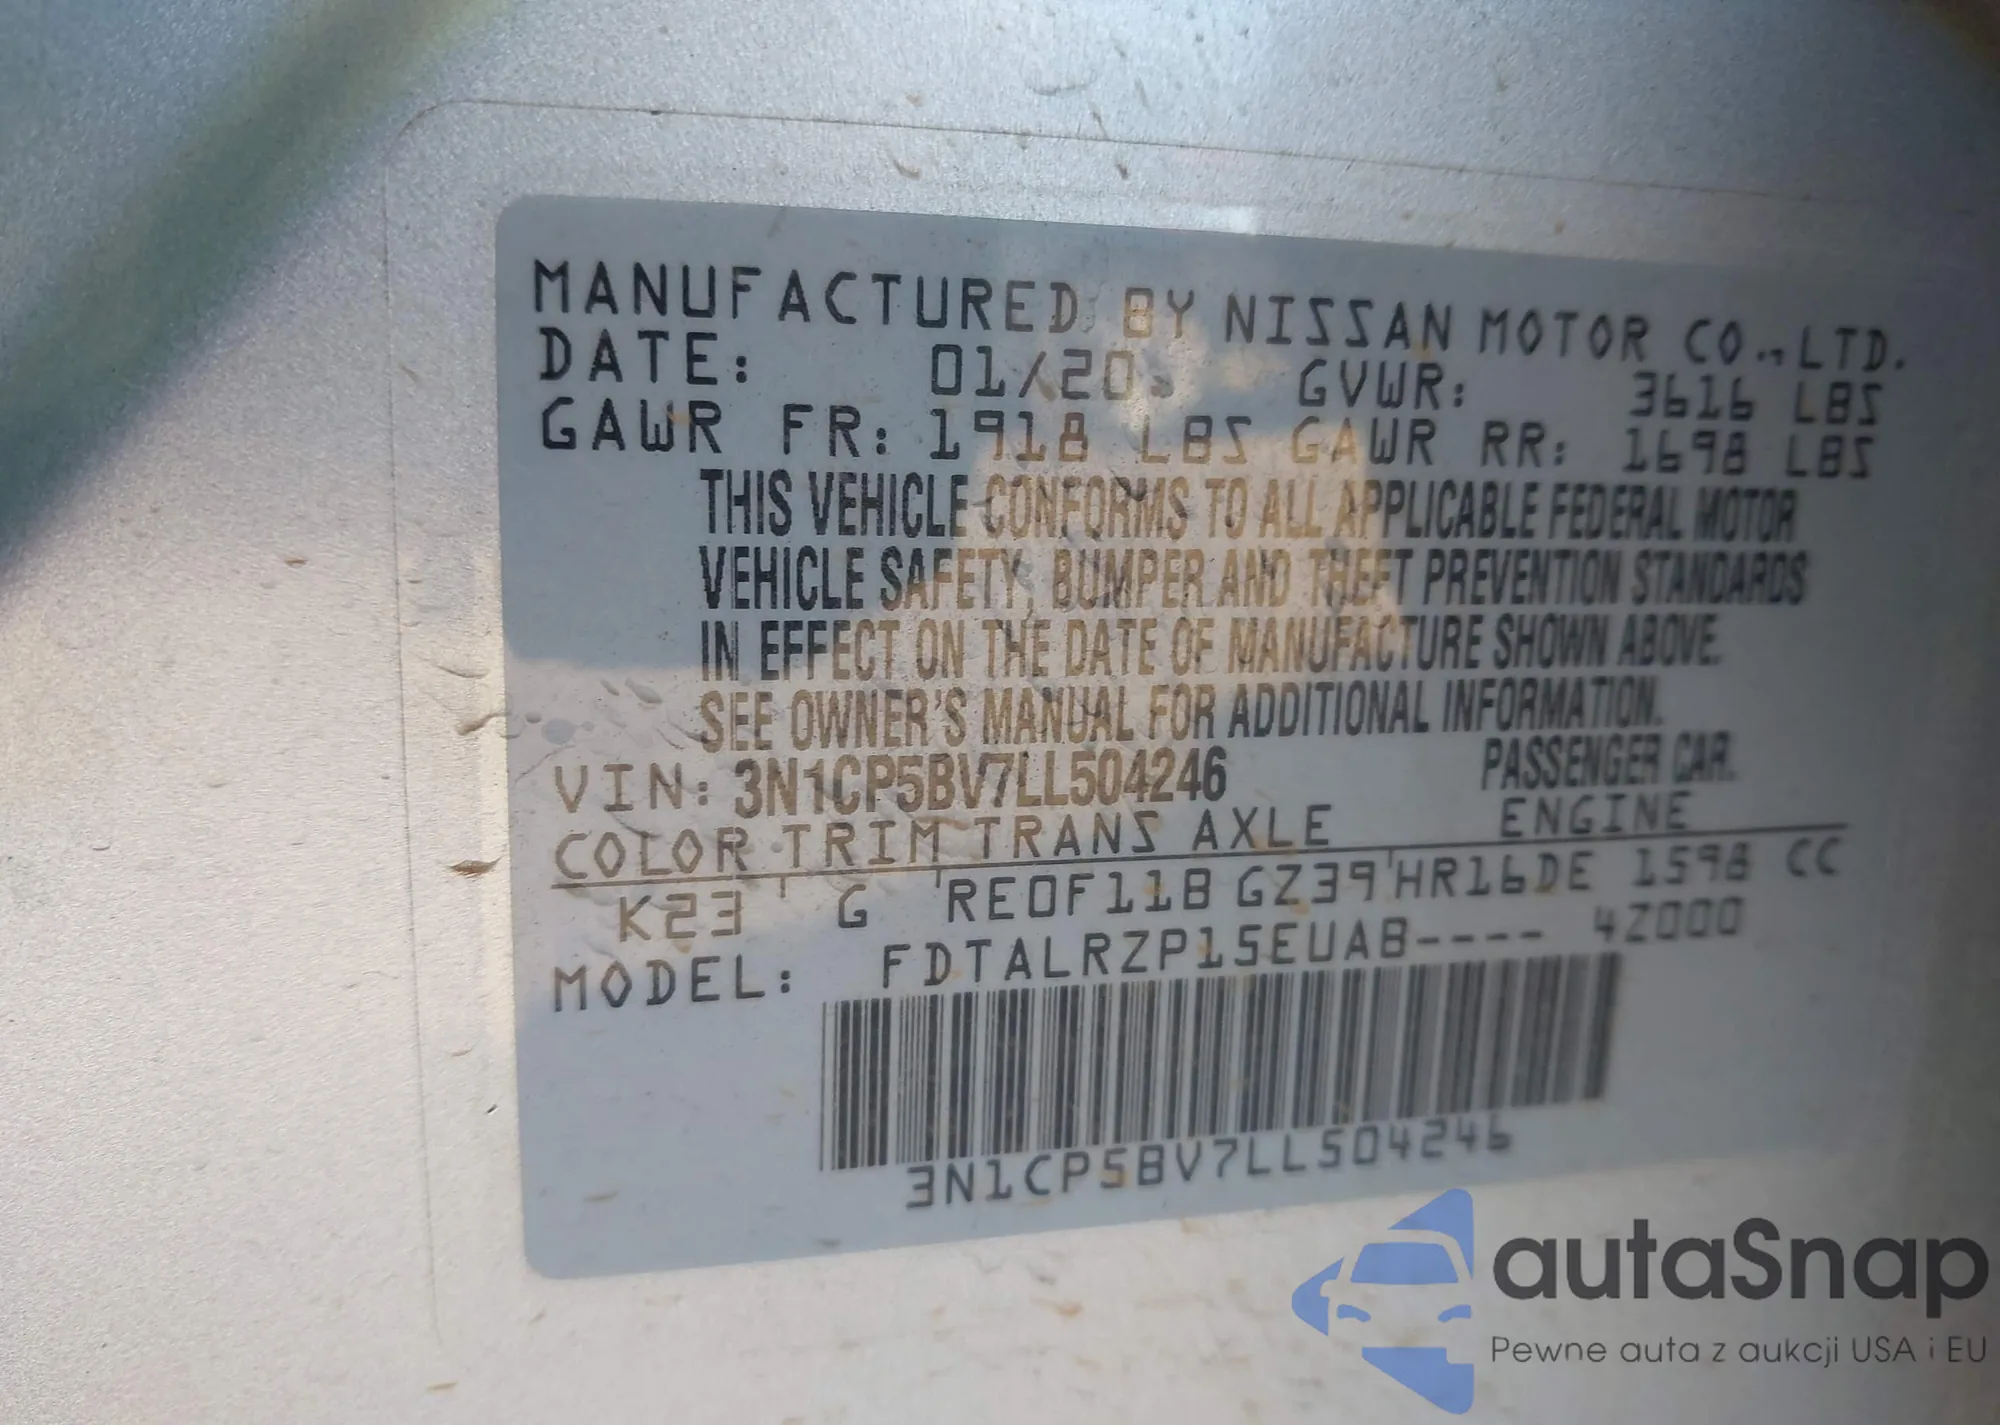 MANUFACTURED BY NISSAN MOTOR CO.,LTD.
DATE: 01/20 GVWR: 3616 LBS
GAWR FR: 1918 LBS GAWR RR: 1698 LBS
THIS VEHICLE CONFORMS TO ALL APPLICABLE FEDERAL MOTOR
VEHICLE SAFETY, BUMPER AND THEFT PREVENTION STANDARDS
IN EFFECT ON THE DATE OF MANUFACTURE SHOWN ABOVE.
SEE OWNER'S MANUAL FOR ADDITIONAL INFORMATION.
VIN: 3N1CP5BV7LL504246 PASSENGER CAR.
COLOR TRIM TRANS AXLE ENGINE
K23 G RE0F11B GZ39 HR16DE 1598 CC
MODEL: FDTALRZP15EUAB---- 4Z000
3N1CP5BV7LL504246
autaSnap
Pewne auta z aukcji USA i EU